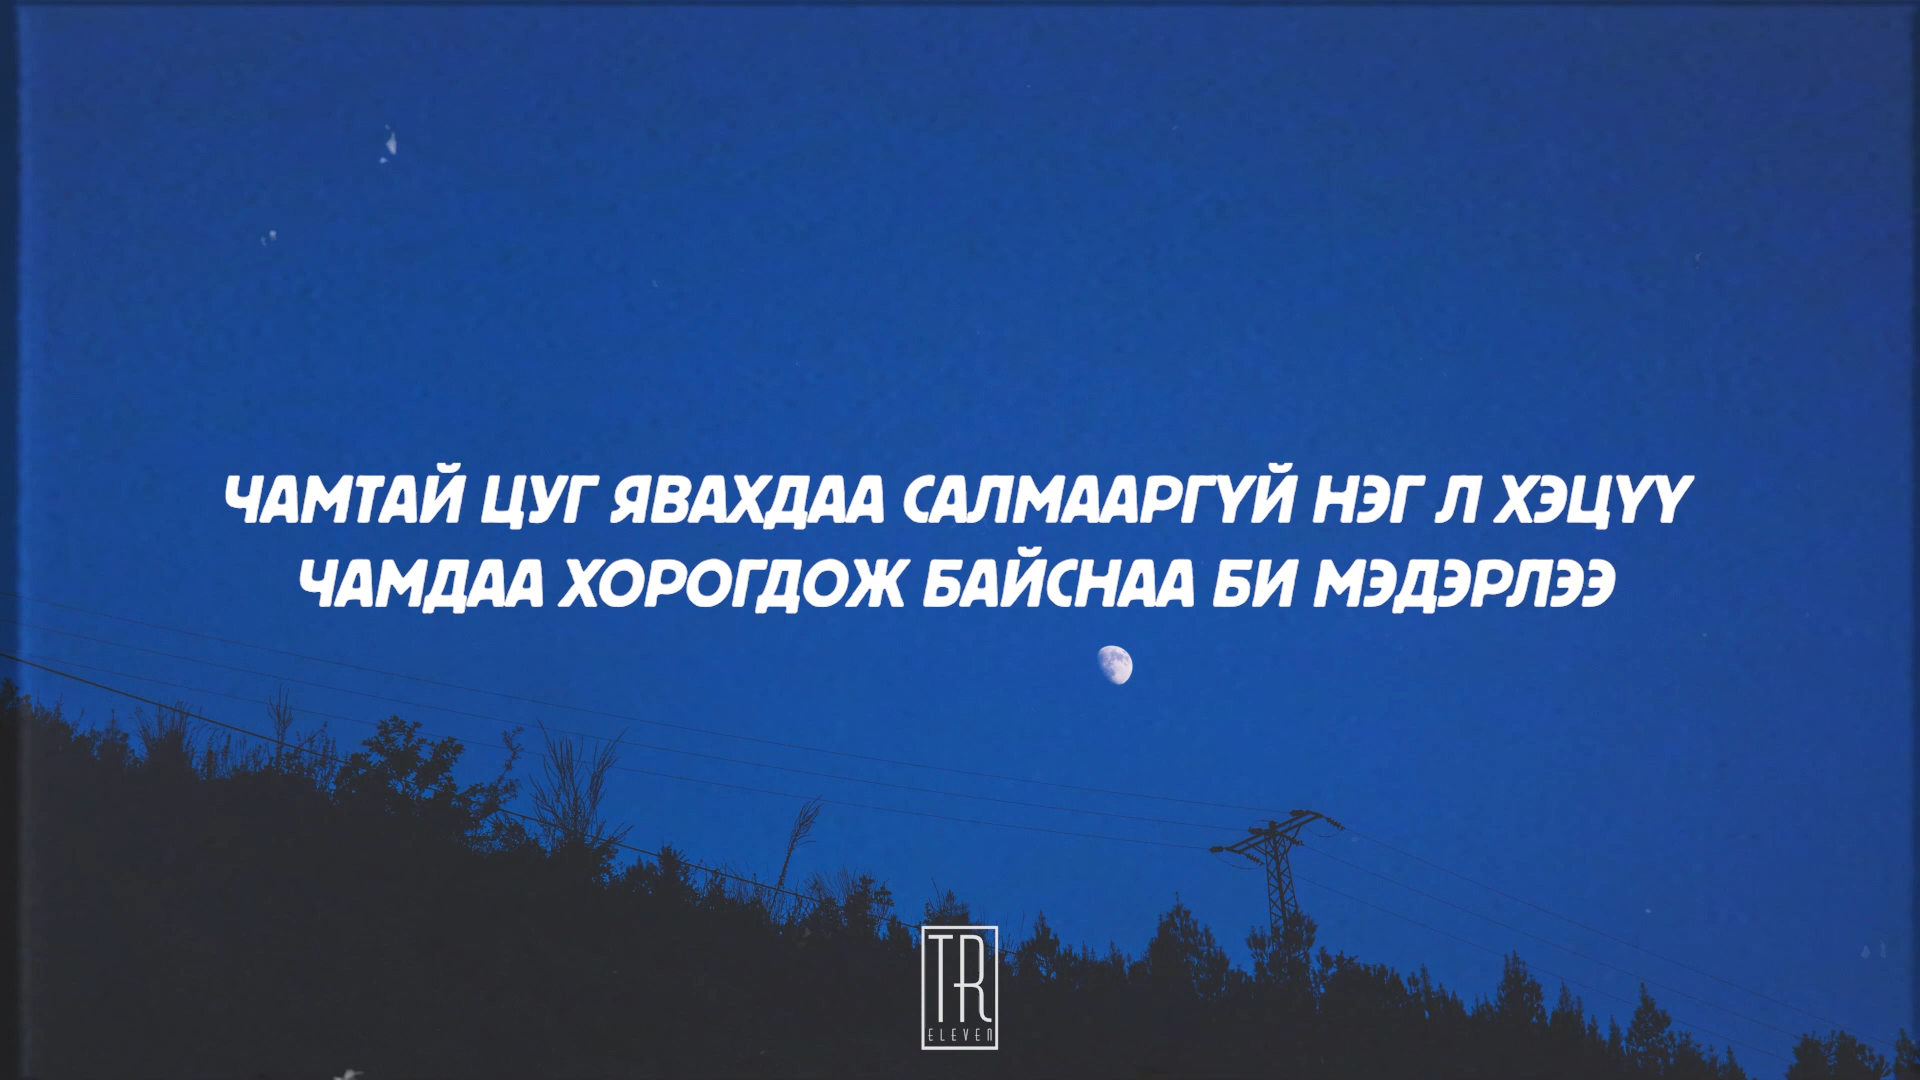 ЧАМТАЙ ЦУГ ЯВАХДАА САЛМААРГҮЙ НЭГ Л ХЭЦҮҮ
ЧАМДАА ХОРОГДОЖ БАЙСНАА БИ МЭДЭРЛЭЭ
TR
ELEVEN